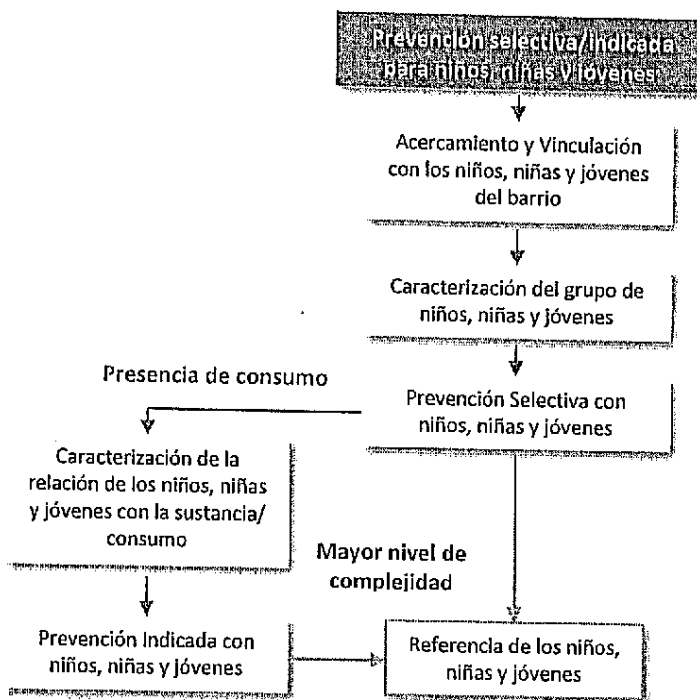 Prevención selectiva/indicada
para niños, niñas y jóvenes
Acercamiento y Vinculación
con los niños, niñas y jóvenes
del barrio
Caracterización del grupo de
niños, niñas y jóvenes
Presencia de consumo
Prevención Selectiva con
niños, niñas y jóvenes
Caracterización de la
relación de los niños, niñas
y jóvenes con la sustancia/
consumo
Mayor nivel de
complejidad
Prevención Indicada con
niños, niñas y jóvenes
Referencia de los niños,
niñas y jóvenes